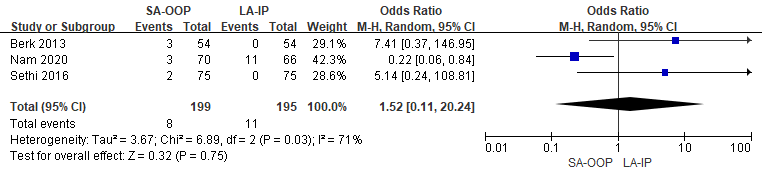 SA-OOP LA-IP Odds Ratio Odds Ratio
Study or Subgroup Events Total Events Total Weight M-H, Random, 95% CI M-H, Random, 95% CI
Berk 2013 3 54 0 54 29.1% 7.41 [0.37, 146.95]
Nam 2020 3 70 11 66 42.3% 0.22 [0.06, 0.84]
Sethi 2016 2 75 0 75 28.6% 5.14 [0.24, 108.81]
Total (95% CI) 199 195 100.0% 1.52 [0.11, 20.24]
Total events 8 11
Heterogeneity: Tau² = 3.67; Chi² = 6.89, df = 2 (P = 0.03); I² = 71%
Test for overall effect: Z = 0.32 (P = 0.75)
0.01 0.1 1 10 100
SA-OOP LA-IP